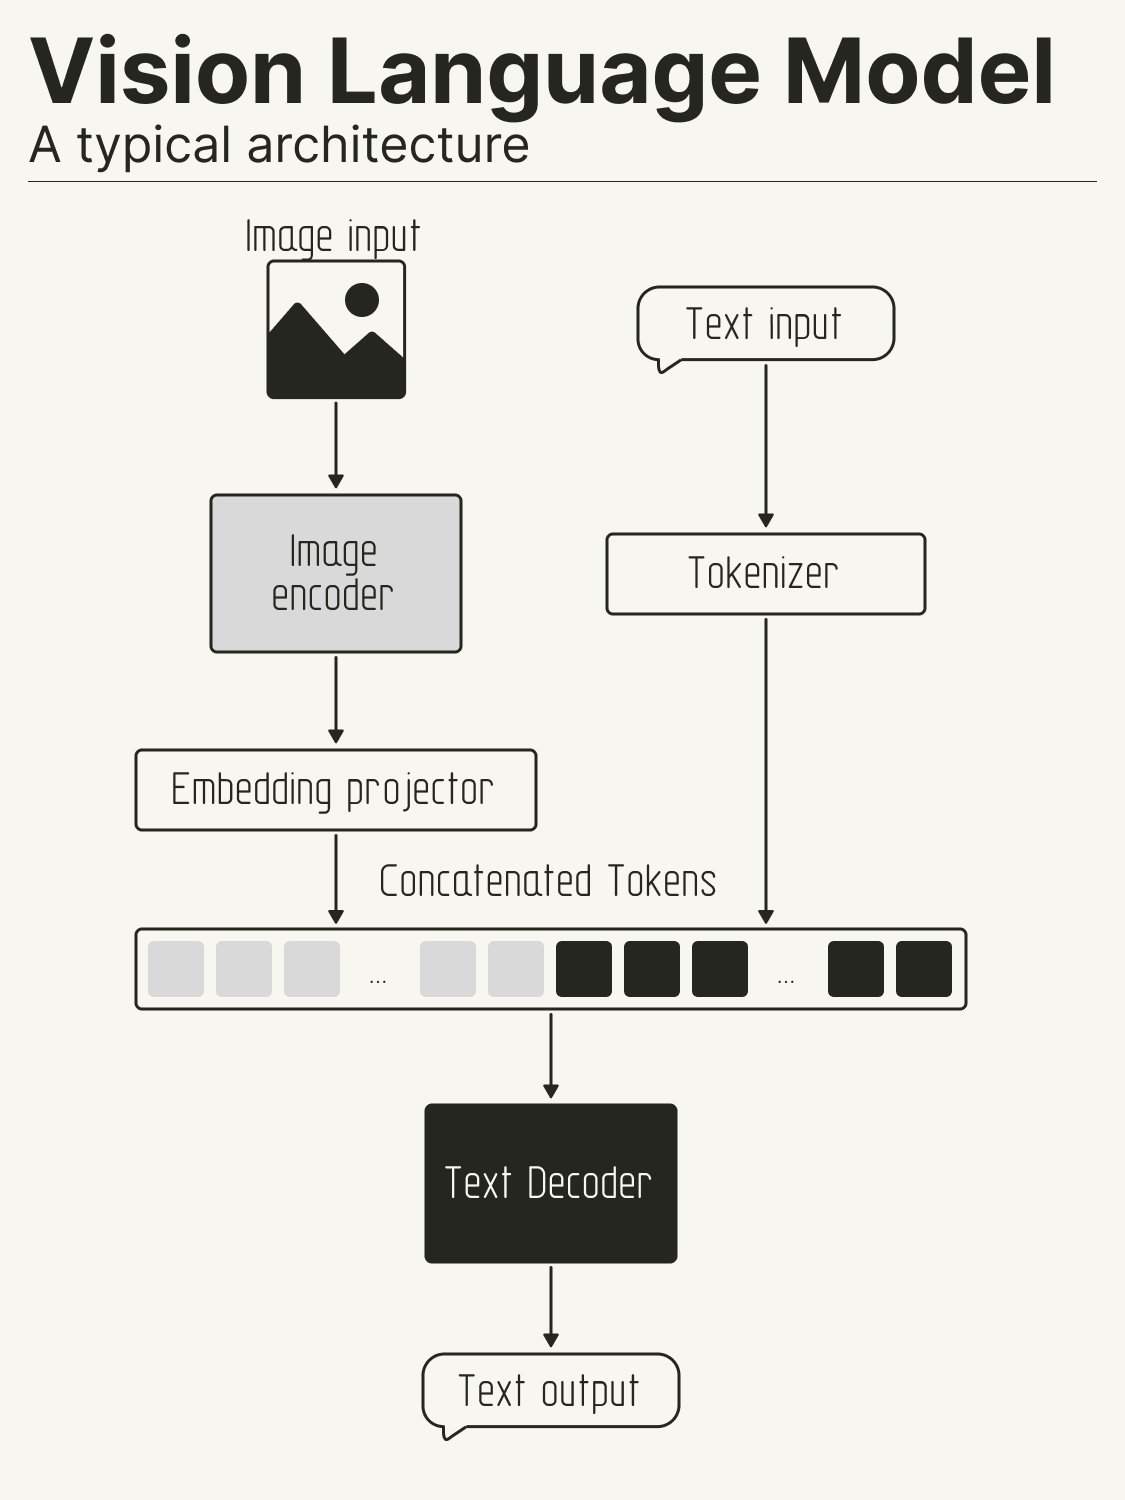 Vision Language Model
A typical architecture
Image input
Text input
Image
encoder
Tokenizer
Embedding projector
Concatenated Tokens
...
...
Text Decoder
Text output